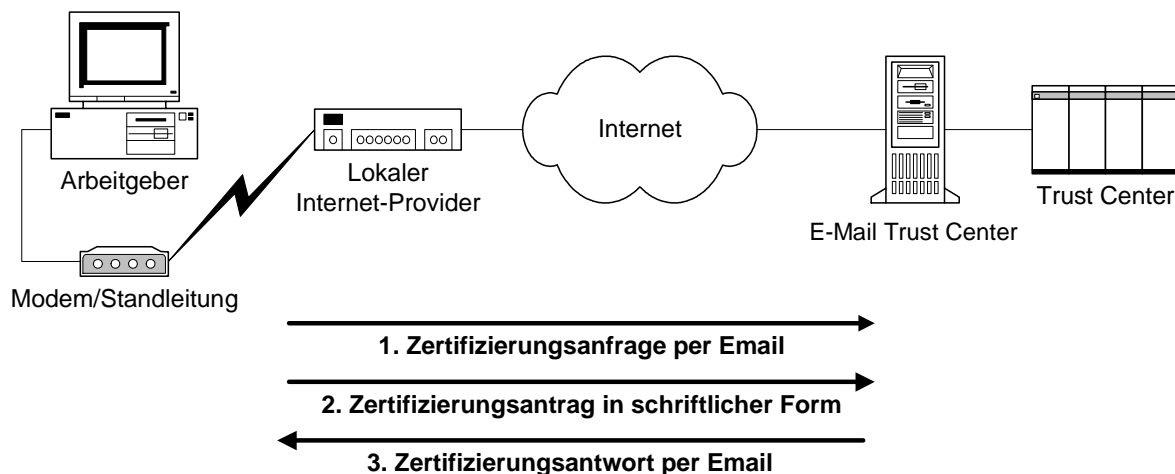 Internet
Arbeitgeber
Lokaler
Internet-Provider
Trust Center
E-Mail Trust Center
Modem/Standleitung
1. Zertifizierungsanfrage per Email
2. Zertifizierungsantrag in schriftlicher Form
3. Zertifizierungsantwort per Email